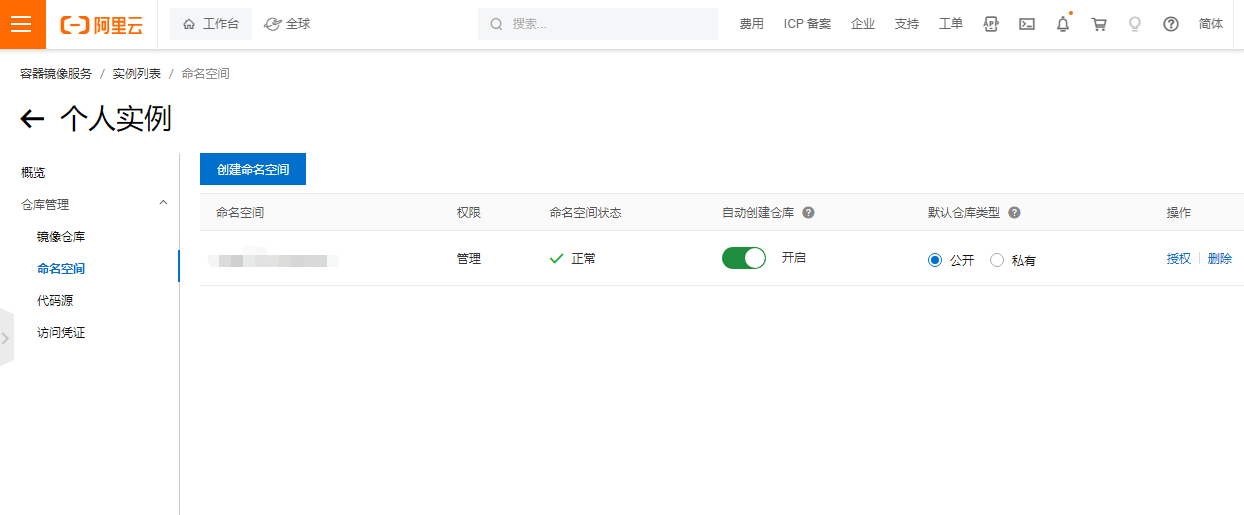 阿里云 工作台 全球 搜索... 费用 ICP 备案 企业 支持 工单 简体
容器镜像服务 / 实例列表 / 命名空间
个人实例
概览
仓库管理
镜像仓库
命名空间
代码源
访问凭证
创建命名空间
命名空间 权限 命名空间状态 自动创建仓库 默认仓库类型 操作
管理 正常 开启 公开 私有 授权 删除